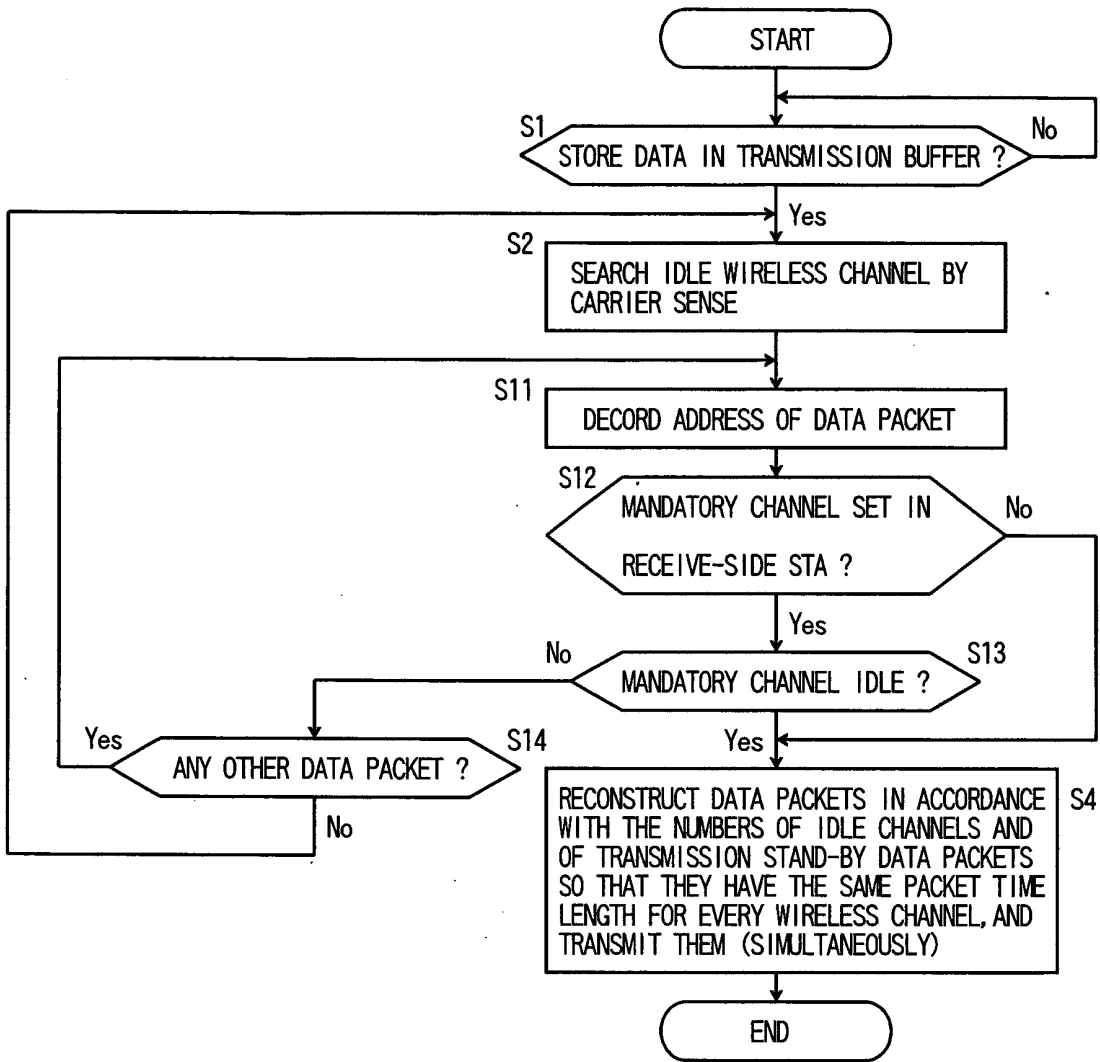 START
S1
No
STORE DATA IN TRANSMISSION BUFFER ?
Yes
S2
SEARCH IDLE WIRELESS CHANNEL BY
CARRIER SENSE
S11
DECORD ADDRESS OF DATA PACKET
S12
MANDATORY CHANNEL SET IN
No
RECEIVE-SIDE STA ?
Yes
No
S13
MANDATORY CHANNEL IDLE ?
Yes
S14
Yes
ANY OTHER DATA PACKET ?
No
RECONSTRUCT DATA PACKETS IN ACCORDANCE
S4
WITH THE NUMBERS OF IDLE CHANNELS AND
OF TRANSMISSION STAND-BY DATA PACKETS
SO THAT THEY HAVE THE SAME PACKET TIME
LENGTH FOR EVERY WIRELESS CHANNEL, AND
TRANSMIT THEM (SIMULTANEOUSLY)
END